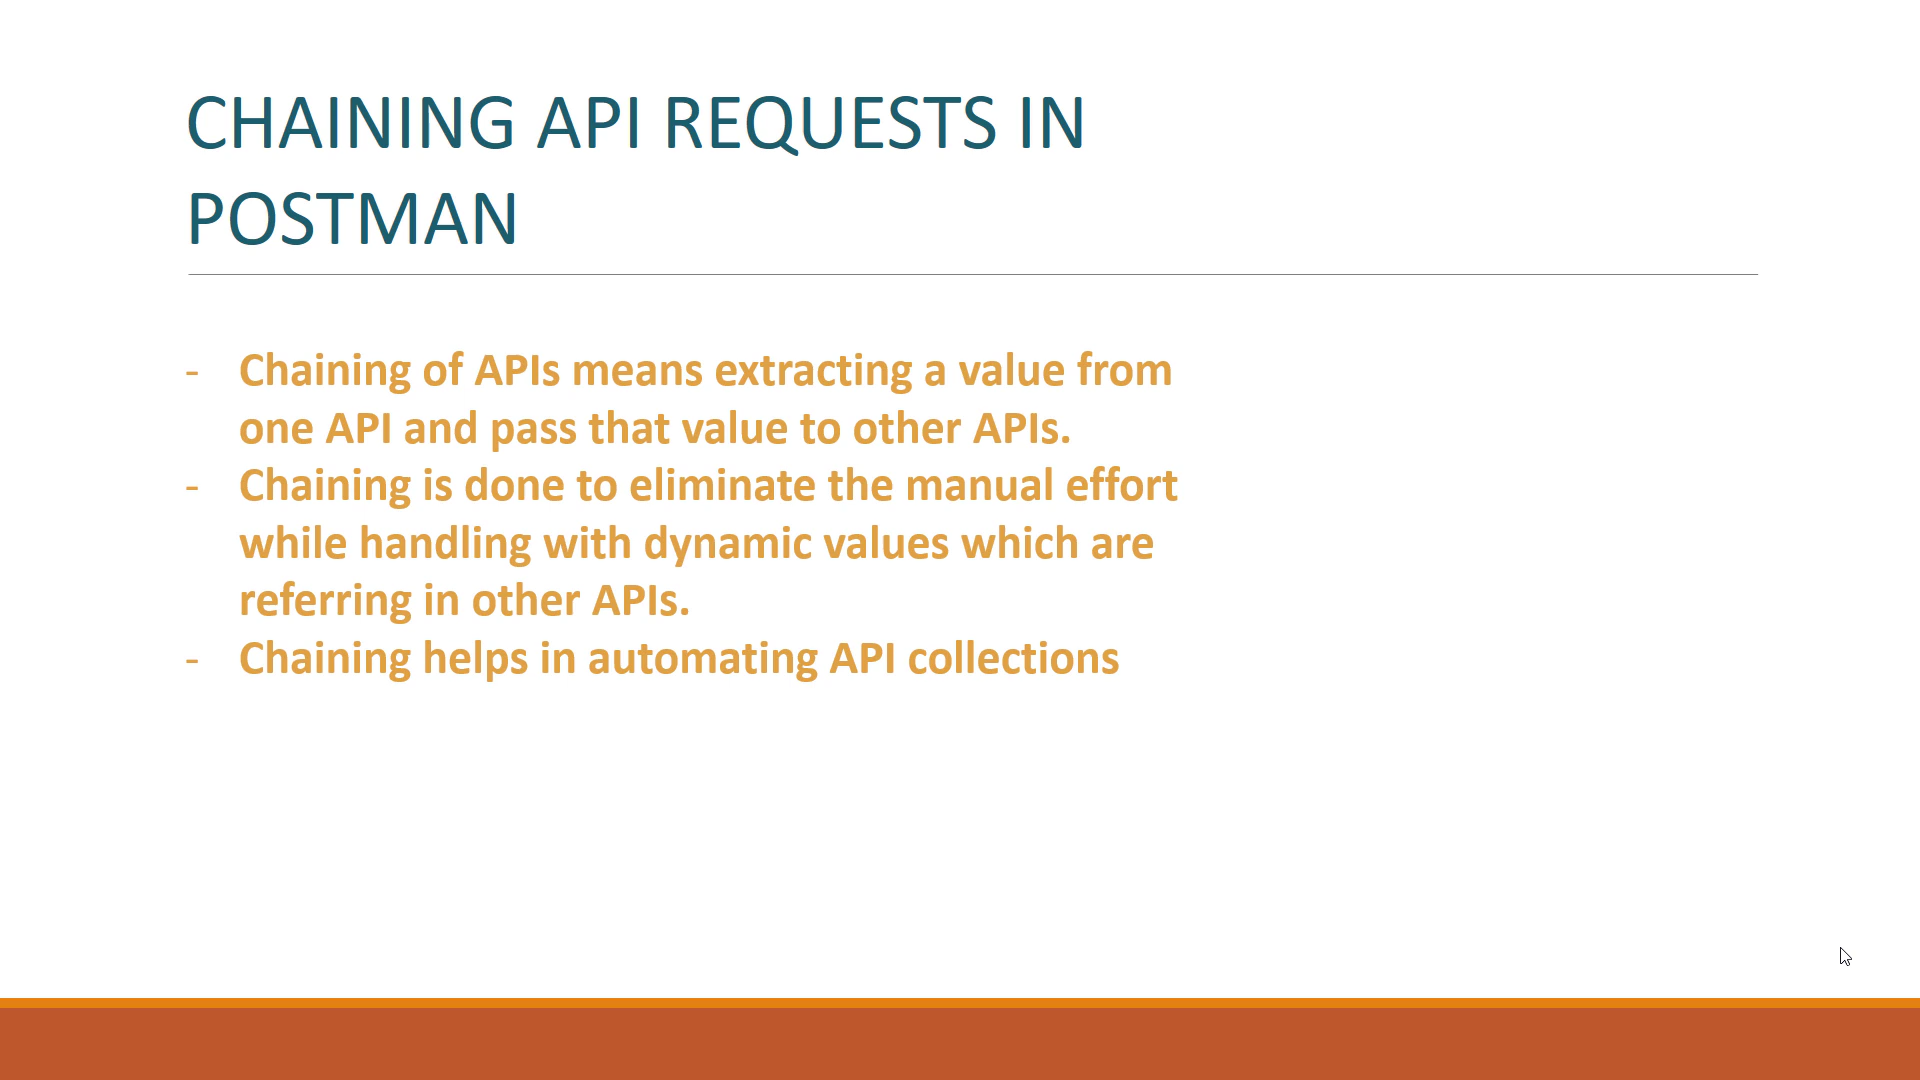 CHAINING API REQUESTS IN
POSTMAN
- Chaining of APIs means extracting a value from
one API and pass that value to other APIs.
- Chaining is done to eliminate the manual effort
while handling with dynamic values which are
referring in other APIs.
- Chaining helps in automating API collections